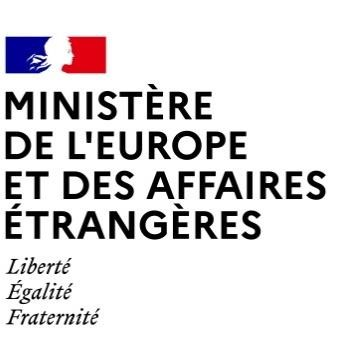 MINISTÈRE
DE L'EUROPE
ET DES AFFAIRES
ÉTRANGÈRES
Liberté
Égalité
Fraternité